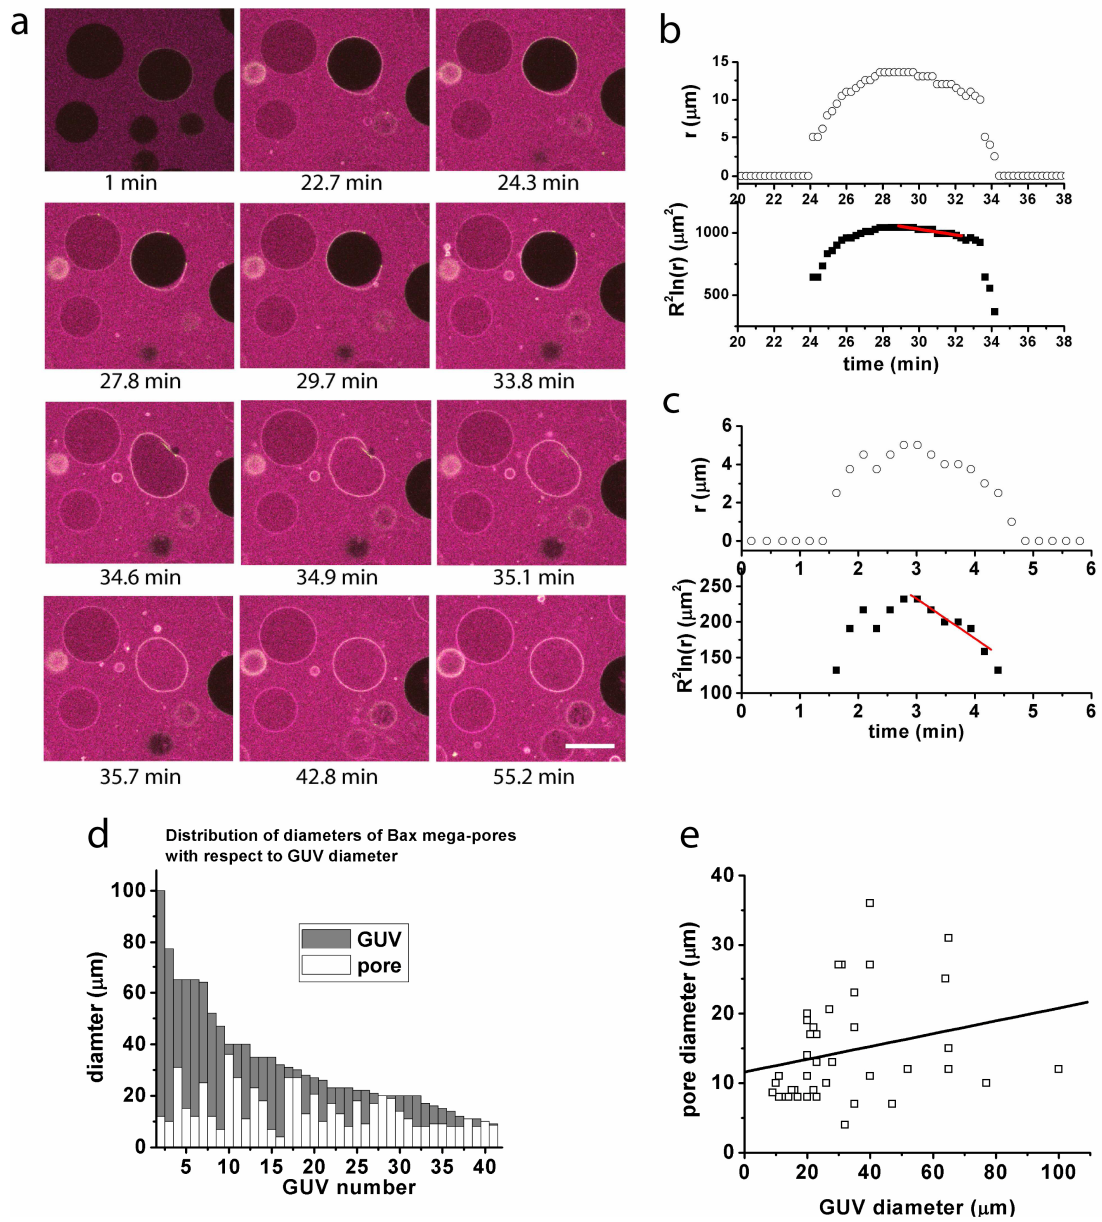 a
1 min
22.7 min
24.3 min
27.8 min
29.7 min
33.8 min
34.6 min
34.9 min
35.1 min
35.7 min
42.8 min
55.2 min
b
r (μm)
15
10
5
0
20 22 24 26 28 30 32 34 36 38
R²ln(r) (μm²)
1000
500
20 22 24 26 28 30 32 34 36 38
time (min)
c
r (μm)
6
4
2
0
0 1 2 3 4 5 6
R²ln(r) (μm²)
250
200
150
100
0 1 2 3 4 5 6
time (min)
d
Distribution of diameters of Bax mega-pores
with respect to GUV diameter
diamter (μm)
100
80
60
40
20
0
GUV
pore
5 10 15 20 25 30 35 40
GUV number
e
pore diameter (μm)
40
30
20
10
0
0 20 40 60 80 100
GUV diameter (μm)